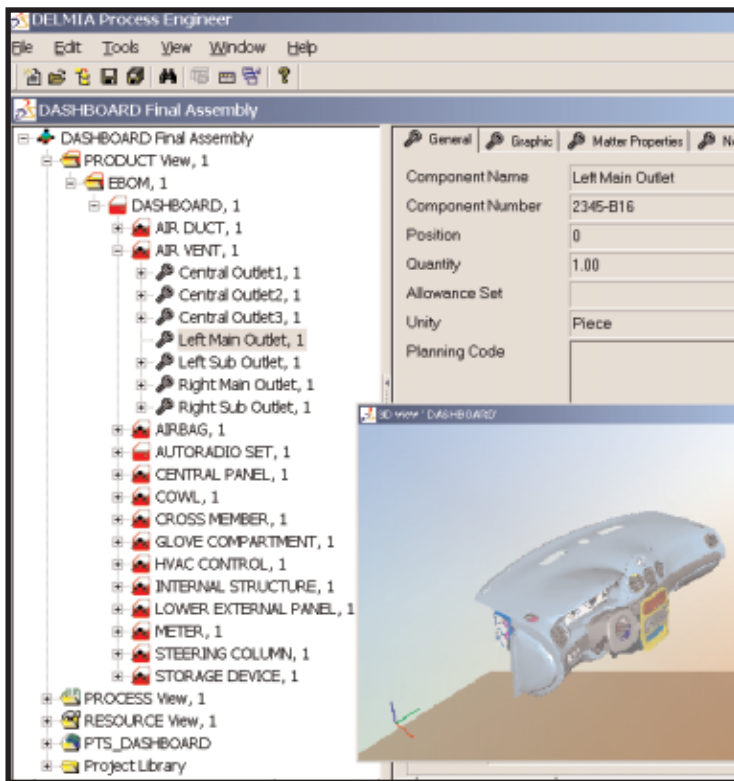 DELMIA Process Engineer
File Edit Tools View Window Help
DASHBOARD Final Assembly
DASHBOARD Final Assembly
PRODUCT View, 1
EBOM, 1
DASHBOARD, 1
AIR DUCT, 1
AIR VENT, 1
Central Outlet1, 1
Central Outlet2, 1
Central Outlet3, 1
Left Main Outlet, 1
Left Sub Outlet, 1
Right Main Outlet, 1
Right Sub Outlet, 1
AIRBAG, 1
AUTORADIO SET, 1
CENTRAL PANEL, 1
COWL, 1
CROSS MEMBER, 1
GLOVE COMPARTMENT, 1
HVAC CONTROL, 1
INTERNAL STRUCTURE, 1
LOWER EXTERNAL PANEL, 1
METER, 1
STEERING COLUMN, 1
STORAGE DEVICE, 1
PROCESS View, 1
RESOURCE View, 1
PTS_DASHBOARD
Project Library
General Graphic Matter Properties
Component Name Left Main Outlet
Component Number 2345-B16
Position 0
Quantity 1.00
Allowance Set
Unity Piece
Planning Code
3D view 'DASHBOARD'